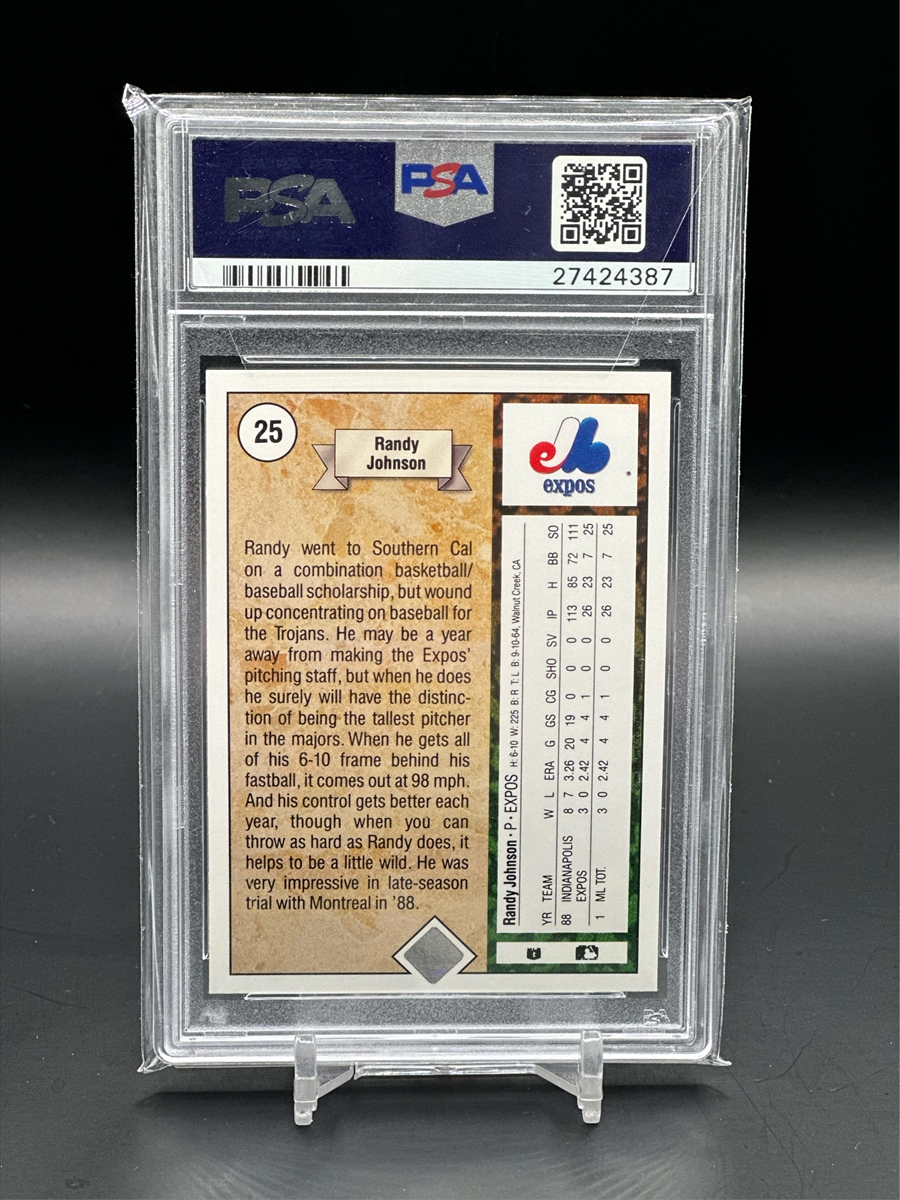 PSA
PSA
27424387
25
Randy
Johnson
Randy went to Southern Cal
on a combination basketball/
baseball scholarship, but wound
up concentrating on baseball for
the Trojans. He may be a year
away from making the Expos’
pitching staff, but when he does
he surely will have the distinc-
tion of being the tallest pitcher
in the majors. When he gets all
of his 6-10 frame behind his
fastball, it comes out at 98 mph.
And his control gets better each
year, though when you can
throw as hard as Randy does, it
helps to be a little wild. He was
very impressive in late-season
trial with Montreal in ’88.
expos
Randy Johnson • P • EXPOS H: 6-10 W: 225 B: R T: L B: 9-10-64, Walnut Creek, CA
YR TEAM W L ERA G GS CG SHO SV IP H BB SO
88 INDIANAPOLIS 8 7 3.26 20 19 0 0 0 113 85 72 111
EXPOS 3 0 2.42 4 4 1 0 0 26 23 7 25
1 ML TOT. 3 0 2.42 4 4 1 0 0 26 23 7 25
PSA